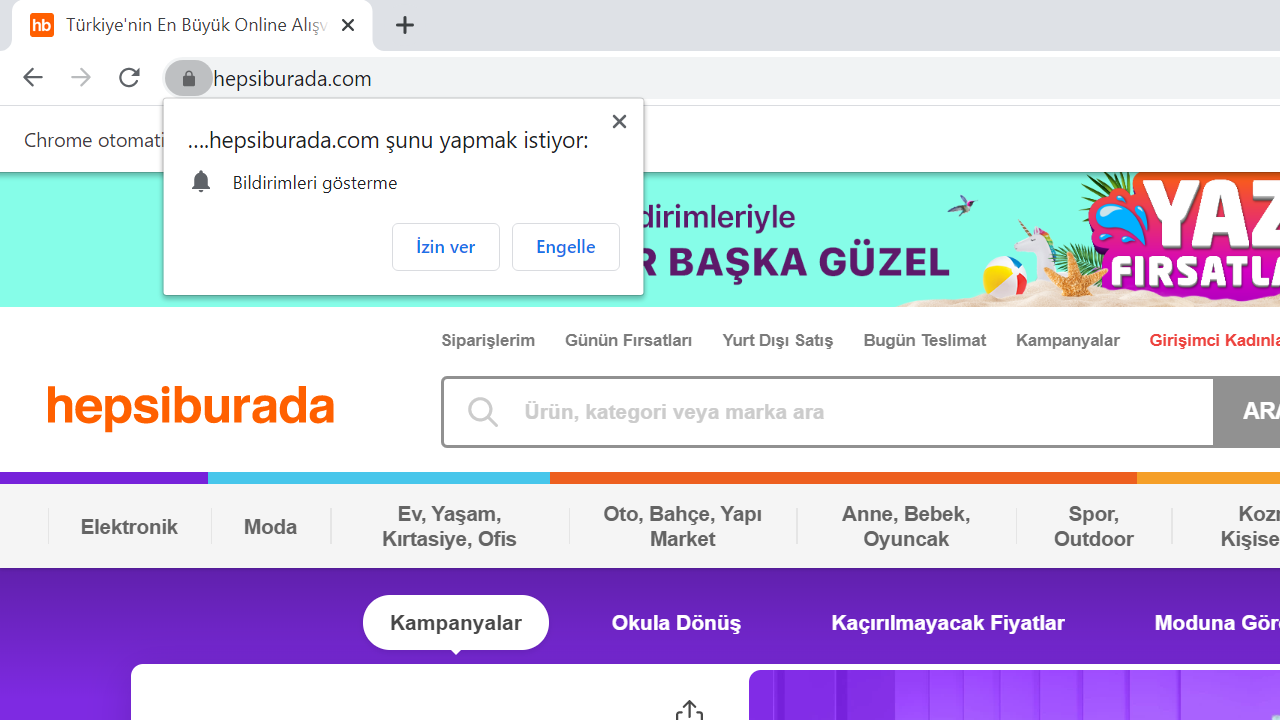 hb Türkiye'nin En Büyük Online Alışv
hepsiburada.com
Chrome otomati
....hepsiburada.com şunu yapmak istiyor:
Bildirimleri gösterme
İzin ver Engelle
dirimleriyle
R BAŞKA GÜZEL
YAZ
FIRSATLA
Siparişlerim Günün Fırsatları Yurt Dışı Satış Bugün Teslimat Kampanyalar Girişimci Kadınla
hepsiburada
Ürün, kategori veya marka ara
ARA
Elektronik
Moda
Ev, Yaşam,
Kırtasiye, Ofis
Oto, Bahçe, Yapı
Market
Anne, Bebek,
Oyuncak
Spor,
Outdoor
Kozm
Kişise
Kampanyalar Okula Dönüş Kaçırılmayacak Fiyatlar Moduna Göre